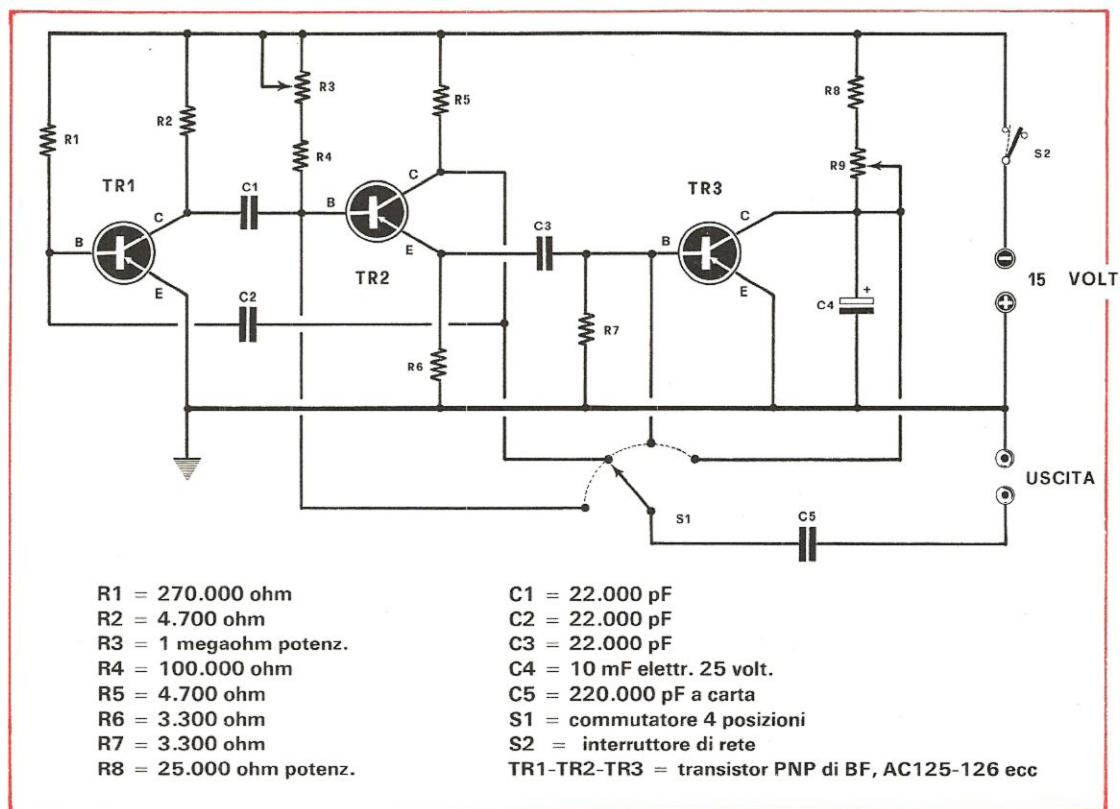 R1
R2
R3
R4
R5
R8
R9
S2
TR1
TR2
TR3
C1
C2
C3
C4
+
B
C
E
B
C
E
B
C
E
R6
R7
15 VOLT
USCITA
S1
C5
R1 = 270.000 ohm
R2 = 4.700 ohm
R3 = 1 megaohm potenz.
R4 = 100.000 ohm
R5 = 4.700 ohm
R6 = 3.300 ohm
R7 = 3.300 ohm
R8 = 25.000 ohm potenz.
C1 = 22.000 pF
C2 = 22.000 pF
C3 = 22.000 pF
C4 = 10 mF elettr. 25 volt.
C5 = 220.000 pF a carta
S1 = commutatore 4 posizioni
S2 = interruttore di rete
TR1-TR2-TR3 = transistor PNP di BF, AC125-126 ecc